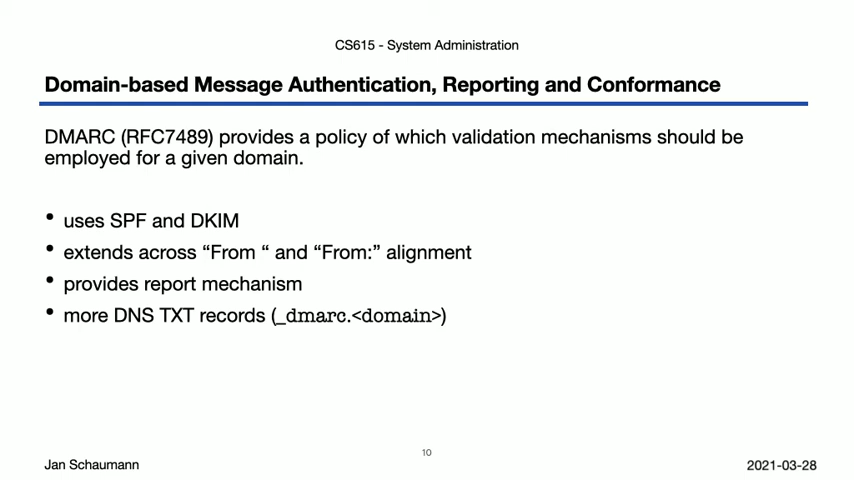 CS615 - System Administration
Domain-based Message Authentication, Reporting and Conformance
DMARC (RFC7489) provides a policy of which validation mechanisms should be
employed for a given domain.
• uses SPF and DKIM
• extends across “From “ and “From:” alignment
• provides report mechanism
• more DNS TXT records (_dmarc.<domain>)
10
Jan Schaumann
2021-03-28